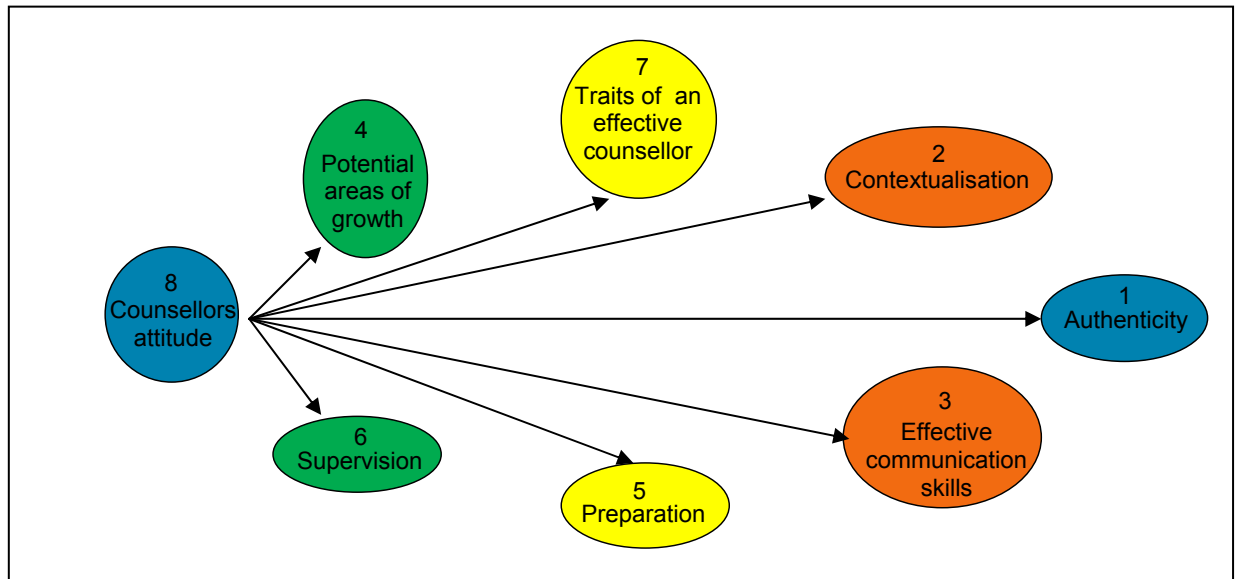 7
Traits of an
effective
counsellor
4
Potential
areas of
growth
2
Contextualisation
8
Counsellors
attitude
1
Authenticity
3
Effective
communication
skills
6
Supervision
5
Preparation